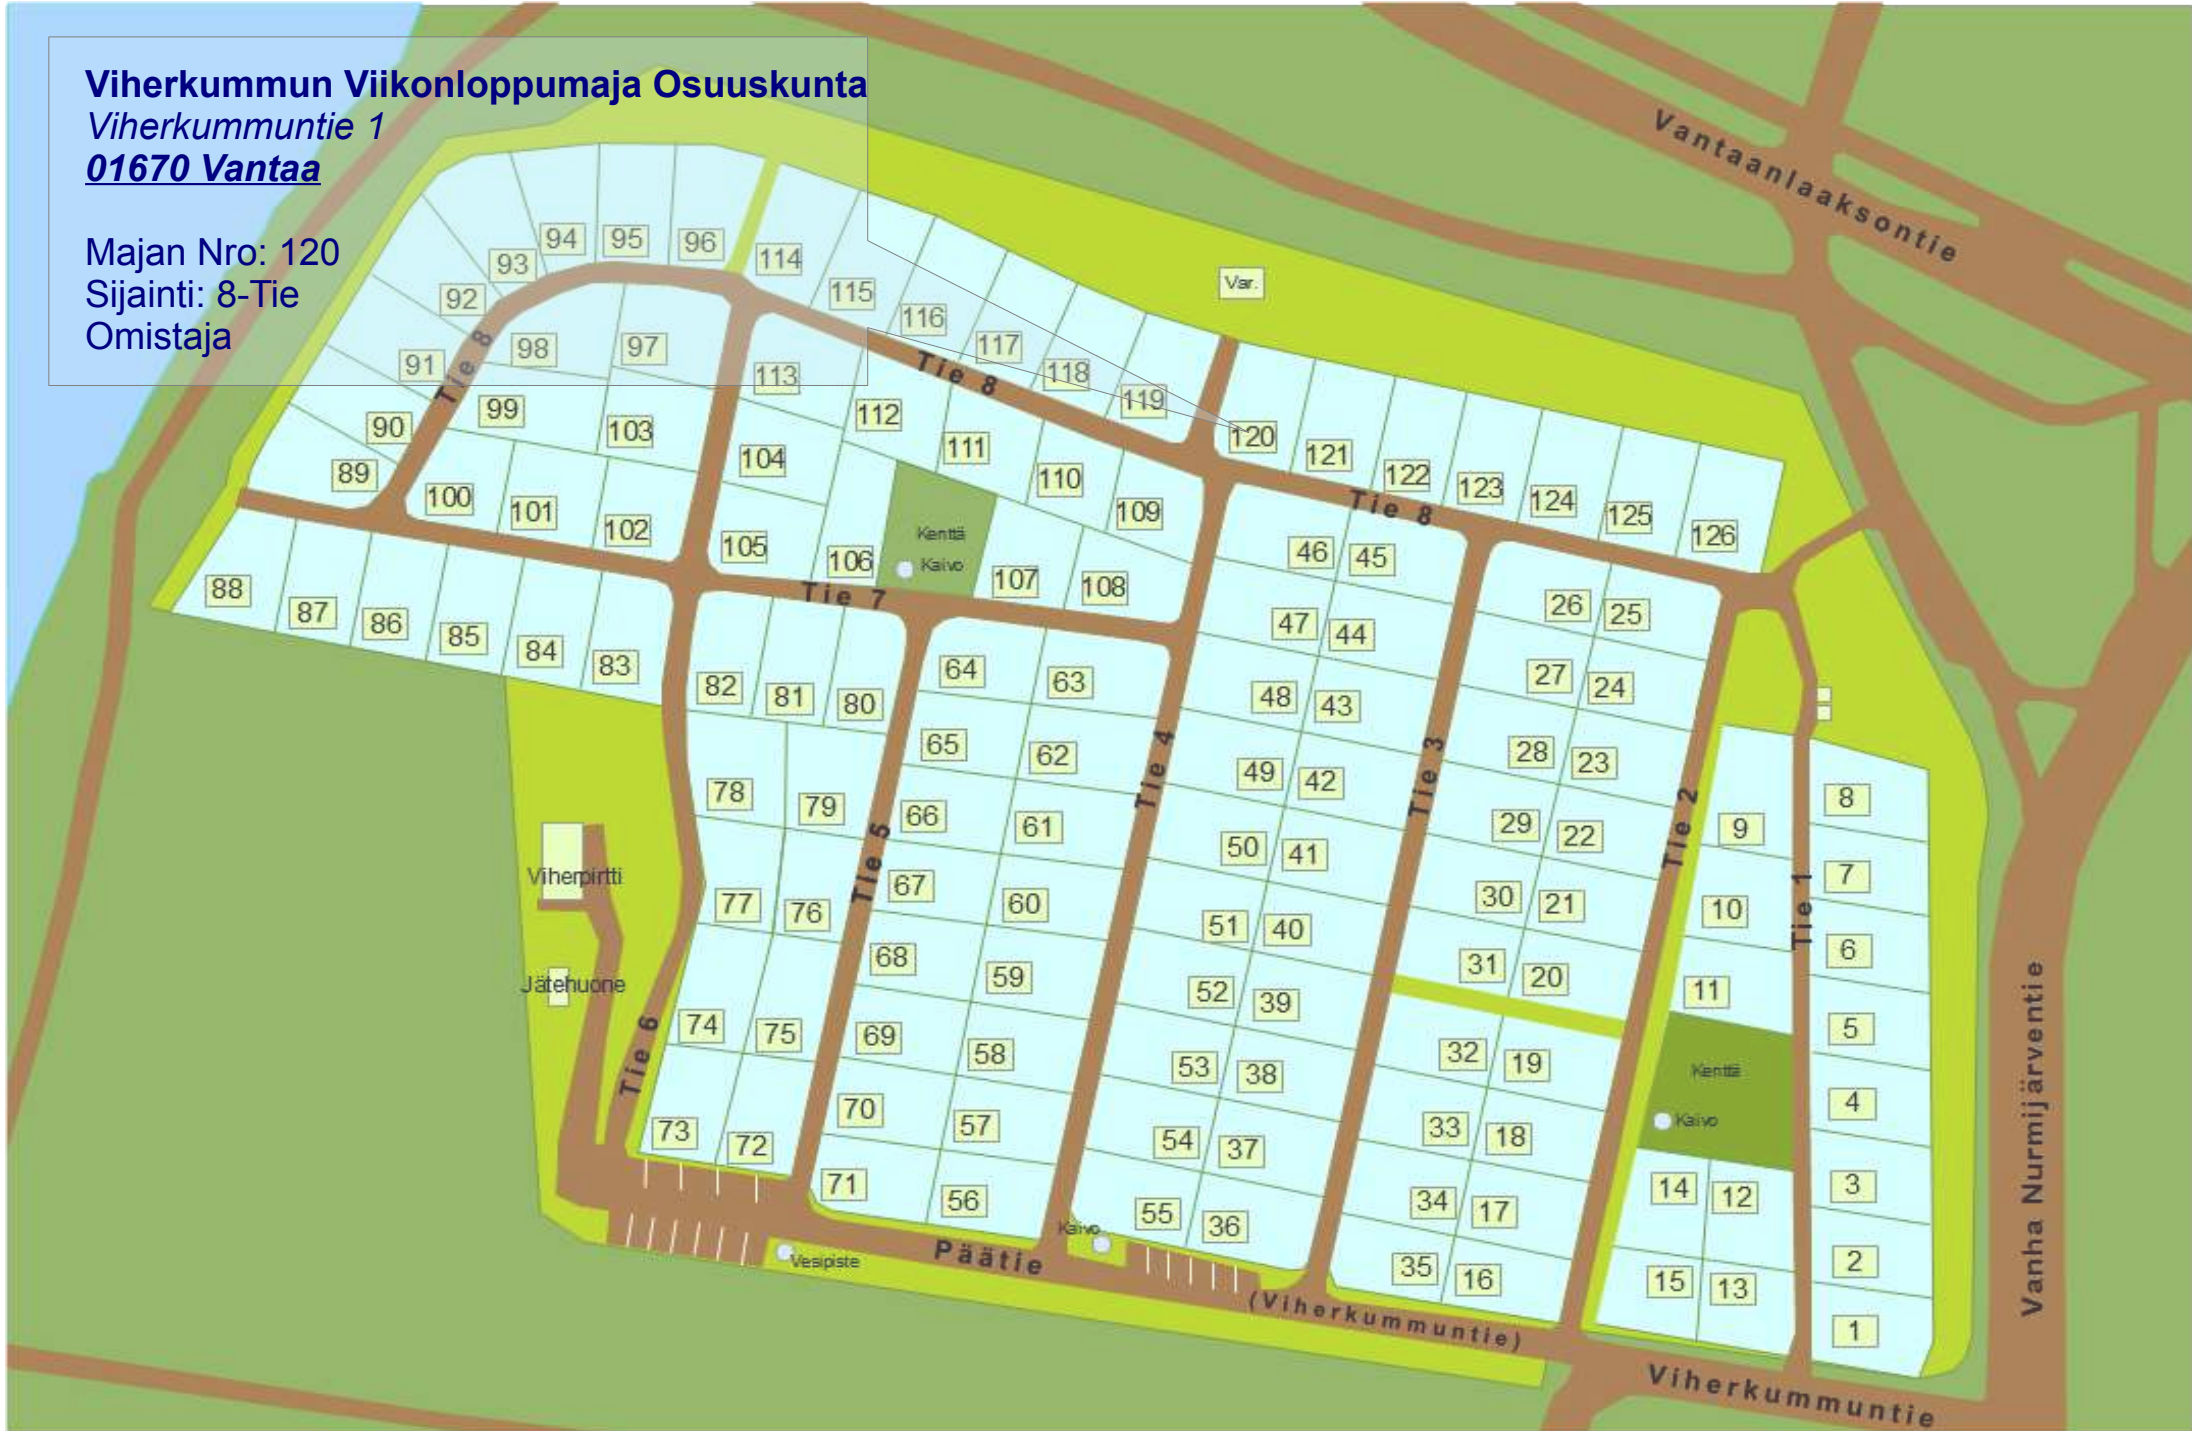 Viherkummun Viikonloppumaja Osuuskunta
Viherkummuntie 1
01670 Vantaa
Majan Nro: 120
Sijainti: 8-Tie
Omistaja
Vantaanlaaksontie
Var.
94 95 96 114
93
92
115
116
117
118
119
91
98 97
113
Tie 8
Tie 8
90
99
103
112
111
110
109
104
89
100
101
102
105
106
Kenttä
Kaivo
107
108
120
121
122
123
124
125
126
Tie 8
Tie 7
88
87
86
85
84
83
82
81
80
64
63
46 45
47 44
48 43
49 42
50 41
51 40
52 39
53 38
54 37
55 36
26 25
27 24
28 23
29 22
30 21
31 20
32 19
33 18
34 17
35 16
65 62
66 61
67 60
68 59
69 58
70 57
71 56
78 79
77 76
74 75
73 72
Tie 6
Tie 5
Tie 4
Tie 3
Tie 2
Tie 1
9
10
11
Kenttä
Kaivo
14 12
15 13
8
7
6
5
4
3
2
1
Viherpirtti
Jätehuone
Vesipiste
Kaivo
Päätie
(Viherkummuntie)
Viherkummuntie
Vanha Nurmijärventie